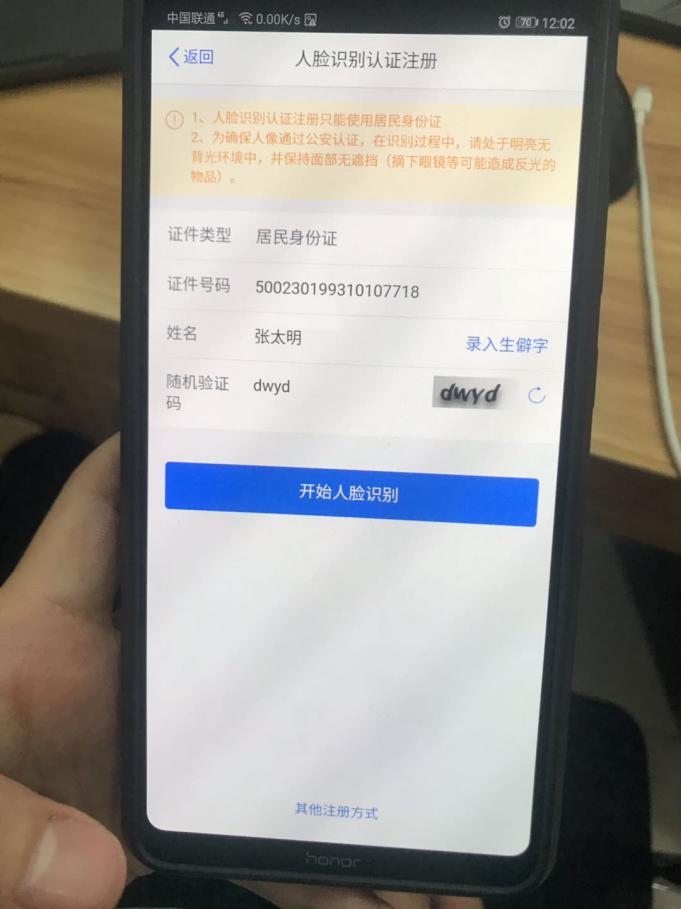 中国联通 4G 0.00K/s 70 12:02
返回 人脸识别认证注册
1、人脸识别认证注册只能使用居民身份证
2、为确保人像通过公安认证，在识别过程中，请处于明亮无
背光环境中，并保持面部无遮挡（摘下眼镜等可能造成反光的
物品）。
证件类型 居民身份证
证件号码 500230199310107718
姓名 张太明 录入生僻字
随机验证 dwyd dwyd
码
开始人脸识别
其他注册方式
honor